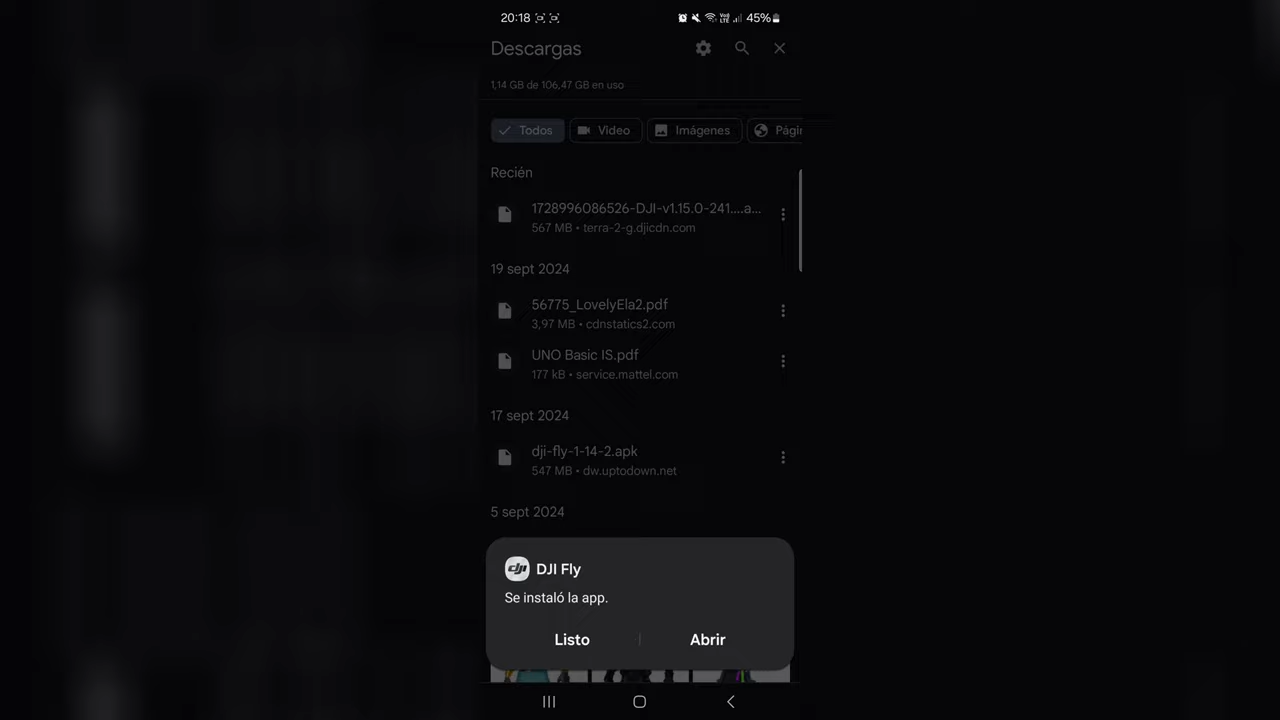 20:18
45%
Descargas
1,14 GB de 106,47 GB en uso
Todos
Video
Imágenes
Págin
Recién
1728996086526-DJI-v1.15.0-241....a...
567 MB • terra-2-g.djicdn.com
19 sept 2024
56775_LovelyEla2.pdf
3,97 MB • cdnstatics2.com
UNO Basic IS.pdf
177 kB • service.mattel.com
17 sept 2024
dji-fly-1-14-2.apk
547 MB • dw.uptodown.net
5 sept 2024
dji DJI Fly
Se instaló la app.
Listo
Abrir